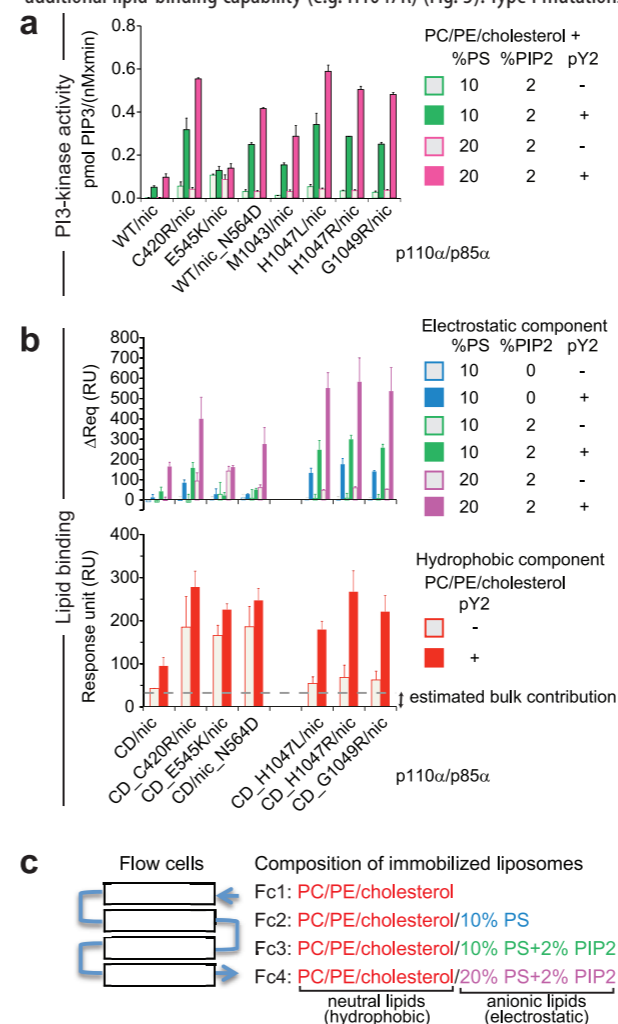 additional lipid-binding capability (e.g. H1047R) (Fig. 3). Type I mutation
a
PI3-kinase activity
pmol PIP3/(nMxmin)
0.8
0.6
0.4
0.2
0.0
WT/nic
C420R/nic
E545K/nic
WT/nic_N564D
M1043I/nic
H1047L/nic
H1047R/nic
G1049R/nic
p110α/p85α
PC/PE/cholesterol +
%PS %PIP2 pY2
10 2 -
10 2 +
20 2 -
20 2 +
b
Lipid binding
ΔReq (RU)
800
700
600
500
400
300
200
100
0
Electrostatic component
%PS %PIP2 pY2
10 0 -
10 0 +
10 2 -
10 2 +
20 2 -
20 2 +
Response unit (RU)
400
300
200
100
0
Hydrophobic component
PC/PE/cholesterol
pY2
-
+
estimated bulk contribution
CD/nic
CD_C420R/nic
CD_E545K/nic
CD/nic_N564D
CD_H1047L/nic
CD_H1047R/nic
CD_G1049R/nic
p110α/p85α
c
Flow cells Composition of immobilized liposomes
Fc1: PC/PE/cholesterol
Fc2: PC/PE/cholesterol/10% PS
Fc3: PC/PE/cholesterol/10% PS+2% PIP2
Fc4: PC/PE/cholesterol/20% PS+2% PIP2
neutral lipids anionic lipids
(hydrophobic) (electrostatic)